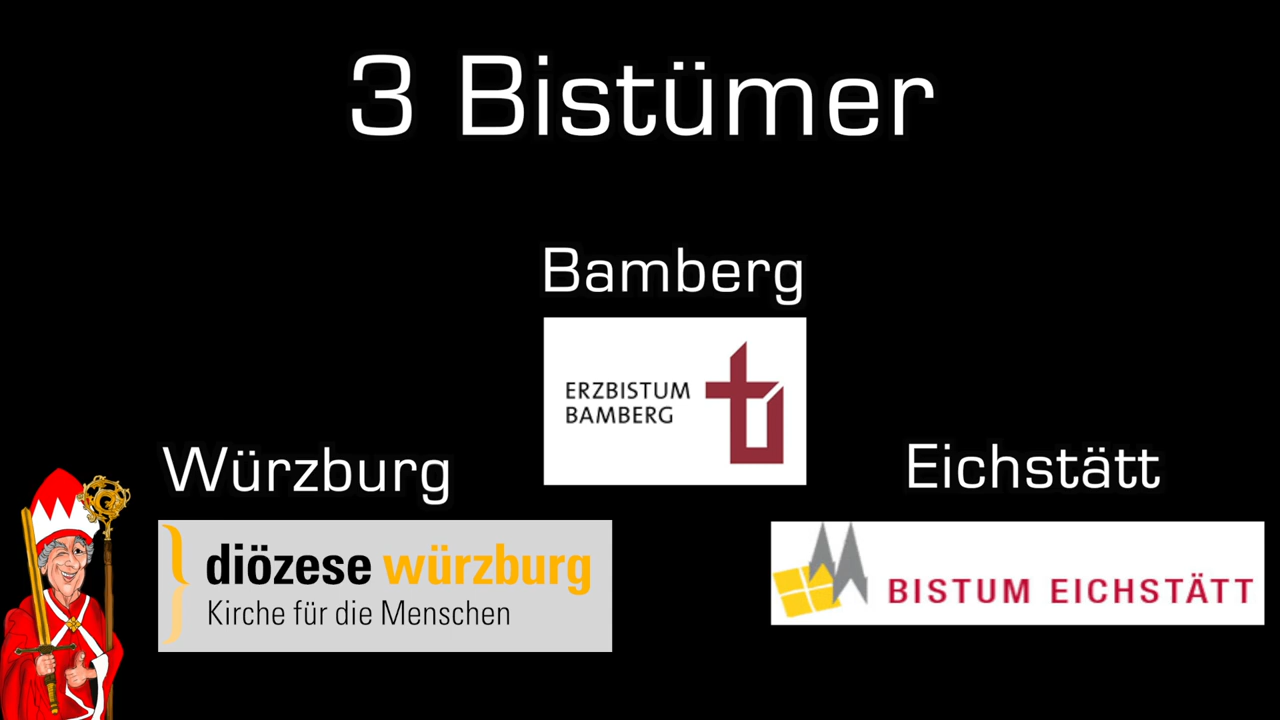 3 Bistümer
Bamberg
ERZBISTUM
BAMBERG
Würzburg
diözese würzburg
Kirche für die Menschen
Eichstätt
BISTUM EICHSTÄTT